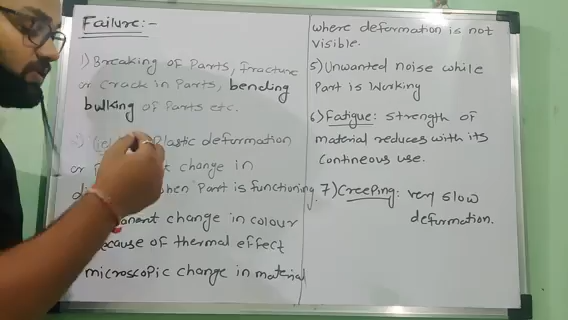 Failure:-
1) Breaking of Parts, Fracture
or Crack in Parts, bending
bulking of Parts etc.
Plastic deformation
or change in
when Part is functioning.
change in colour
because of thermal effect
microscopic change in material
where deformation is not
visible.
5) Unwanted noise while
Part is Working
6) Fatigue: strength of
material reduces with its
contineous use.
7) Creeping: very slow
deformation.